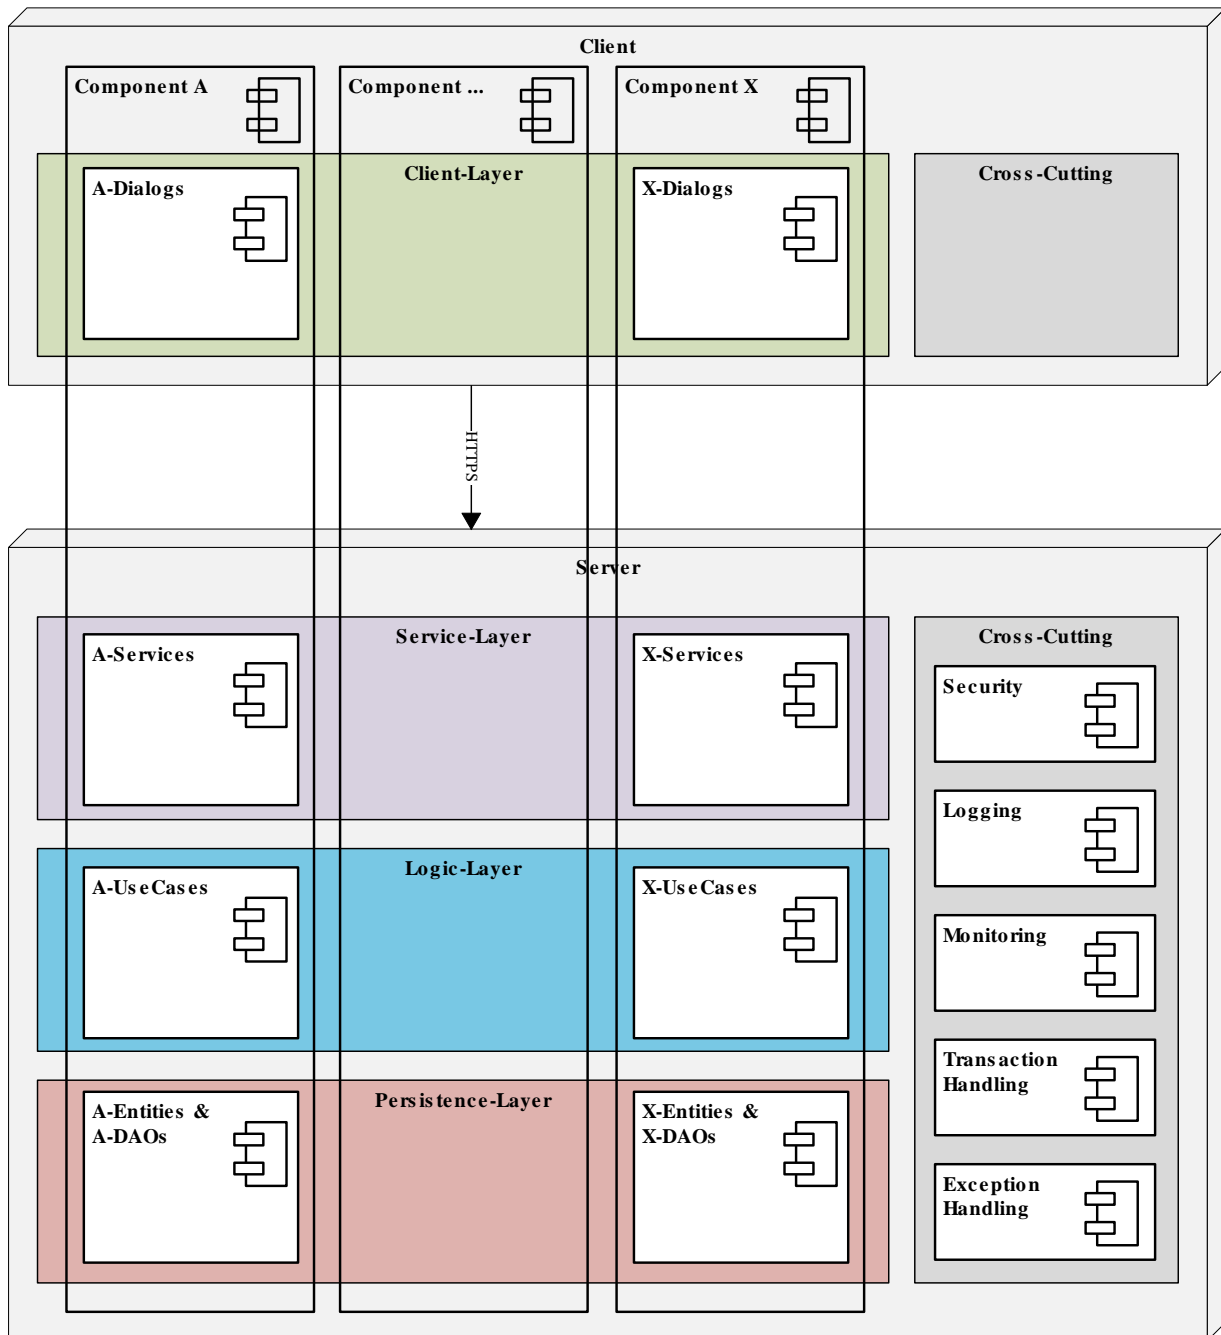 Client
Component A
Component ...
Component X
Client-Layer
A-Dialogs
X-Dialogs
Cross-Cutting
HTTPS
Server
Service-Layer
A-Services
X-Services
Cross-Cutting
Security
Logging
Logic-Layer
A-UseCases
X-UseCases
Monitoring
Transaction
Handling
Persistence-Layer
A-Entities &
A-DAOs
X-Entities &
X-DAOs
Exception
Handling